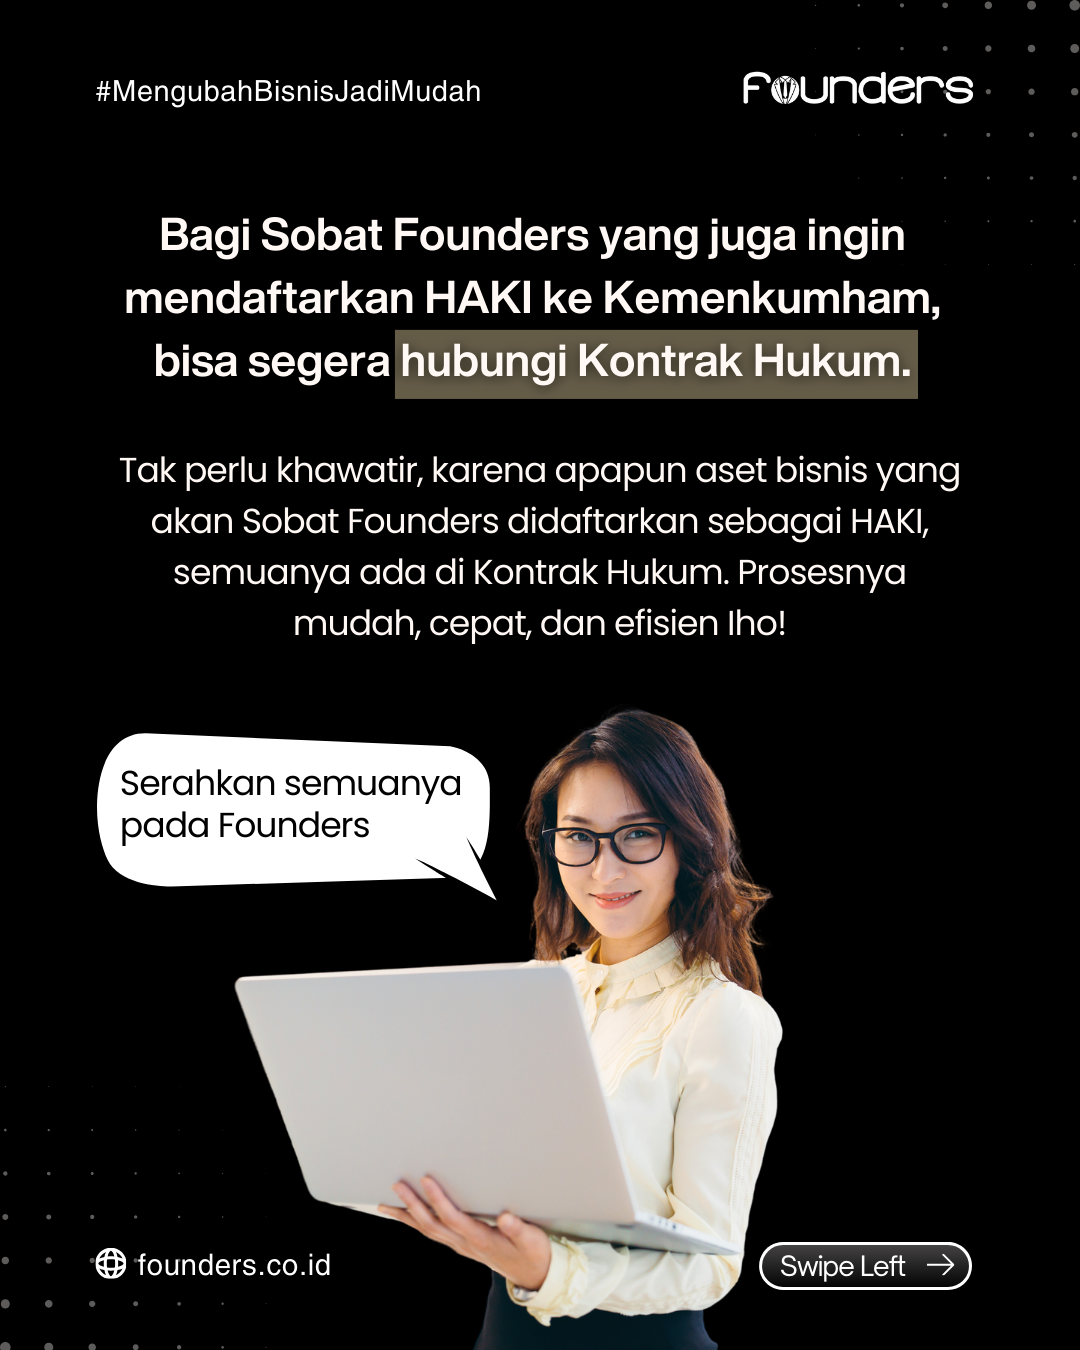 #MengubahBisnisJadiMudah
Founders
Bagi Sobat Founders yang juga ingin
mendaftarkan HAKI ke Kemenkumham,
bisa segera hubungi Kontrak Hukum.
Tak perlu khawatir, karena apapun aset bisnis yang
akan Sobat Founders didaftarkan sebagai HAKI,
semuanya ada di Kontrak Hukum. Prosesnya
mudah, cepat, dan efisien lho!
Serahkan semuanya
pada Founders
founders.co.id
Swipe Left